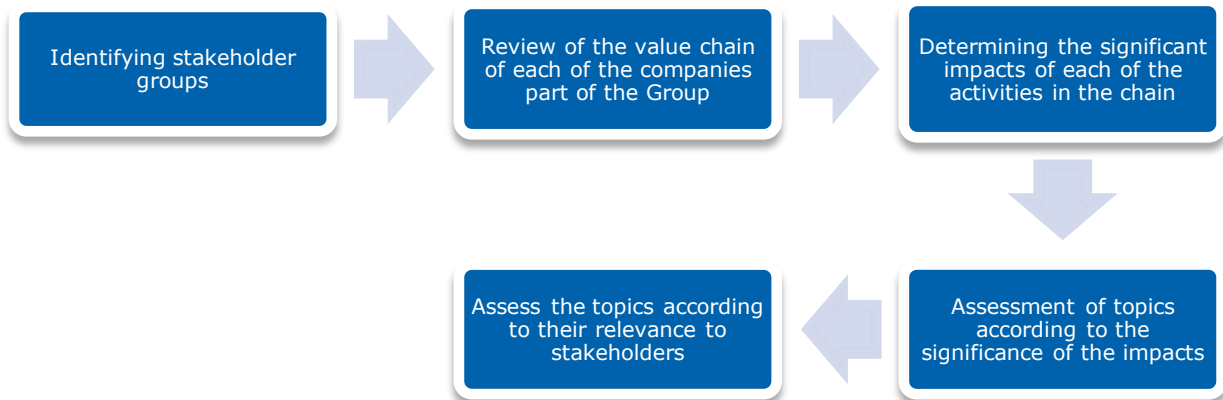 Identifying stakeholder
groups
Review of the value chain
of each of the companies
part of the Group
Determining the significant
impacts of each of the
activities in the chain
Assessment of topics
according to the
significance of the impacts
Assess the topics according
to their relevance to
stakeholders